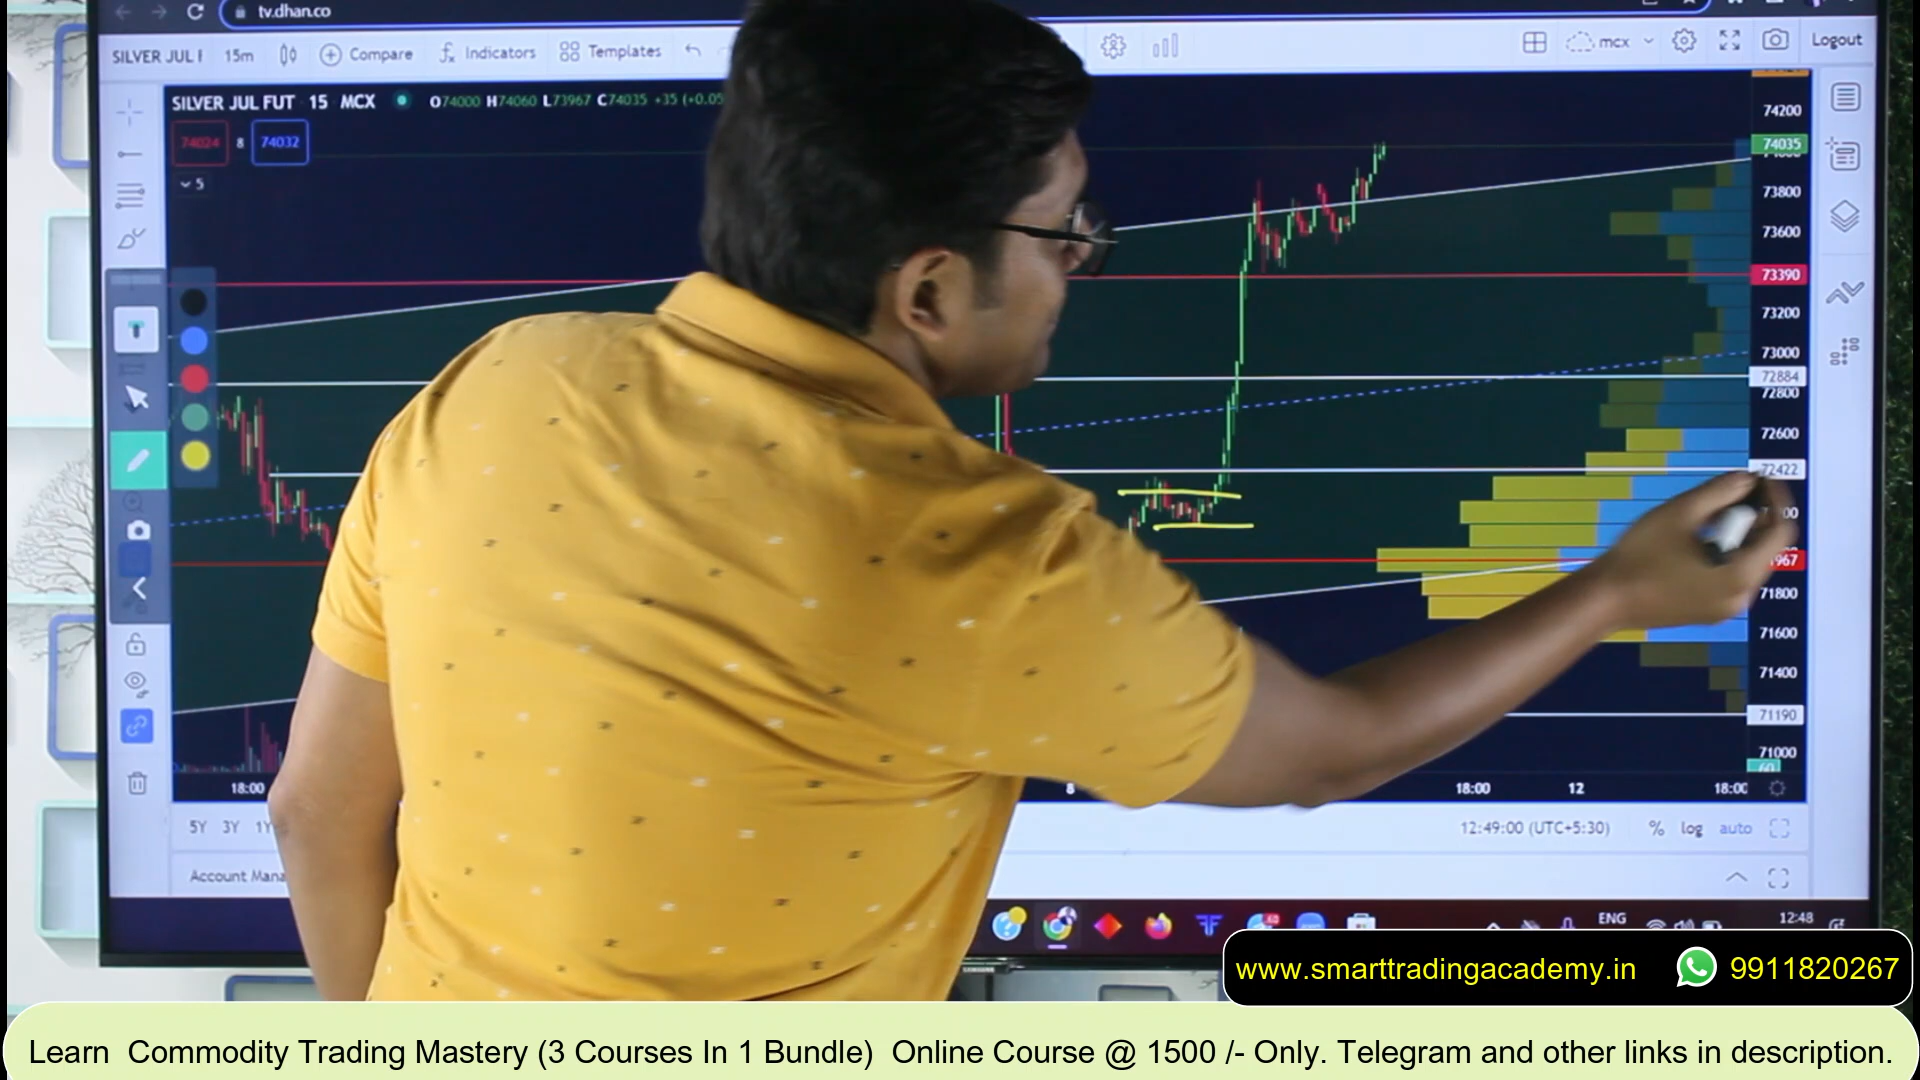 tv.dhan.co
SILVER JUL F 15m Compare Indicators Templates mcx Logout
SILVER JUL FUT 15 MCX O74000 H74060 L73967 C74035 +35 (+0.05
74024 8 74032
5
74200
74035
73800
73600
73390
73200
73000
72884
72800
72600
72422
967
71800
71600
71400
71190
71000
60
18:00 8 18:00 12 18:00
5Y 3Y 1Y 12:49:00 (UTC+5:30) % log auto
Account Mana
ENG 12:48
SAMSUNG
www.smarttradingacademy.in 9911820267
Learn Commodity Trading Mastery (3 Courses In 1 Bundle) Online Course @ 1500 /- Only. Telegram and other links in description.